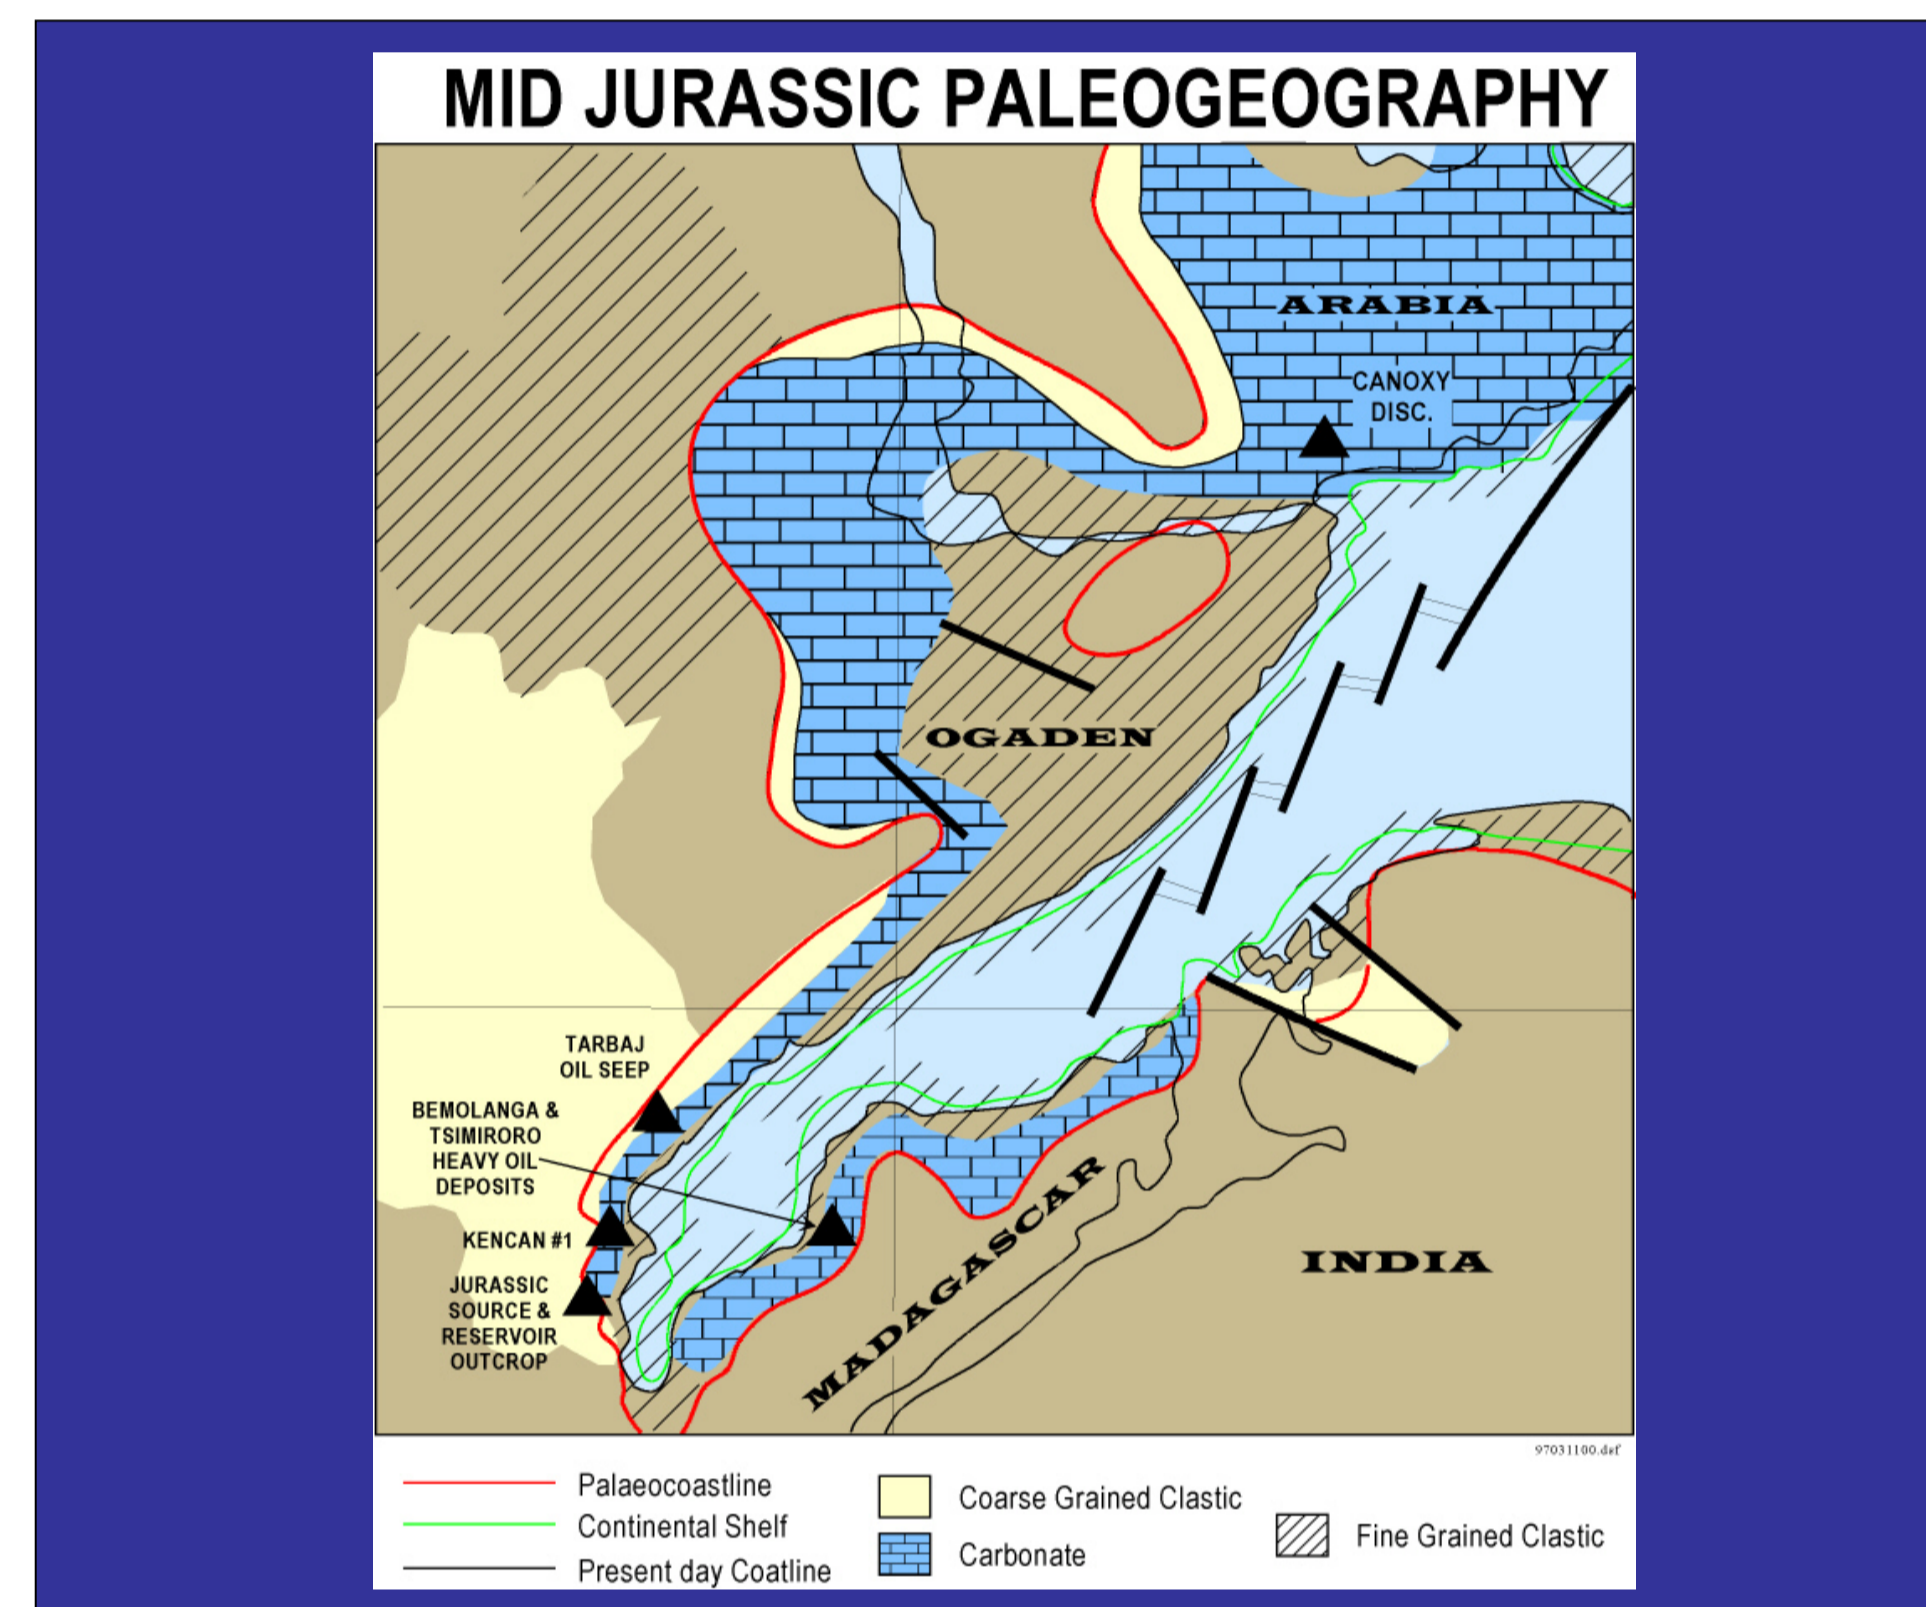 MID JURASSIC PALEOGEOGRAPHY
ARABIA
CANOXY
DISC.
OGADEN
TARBAJ
OIL SEEP
BEMOLANGA &
TSIMIRORO
HEAVY OIL
DEPOSITS
KENCAN #1
JURASSIC
SOURCE &
RESERVOIR
OUTCROP
MADAGASCAR
INDIA
97031100.dsf
Palaeocoastline
Continental Shelf
Present day Coatline
Coarse Grained Clastic
Carbonate
Fine Grained Clastic